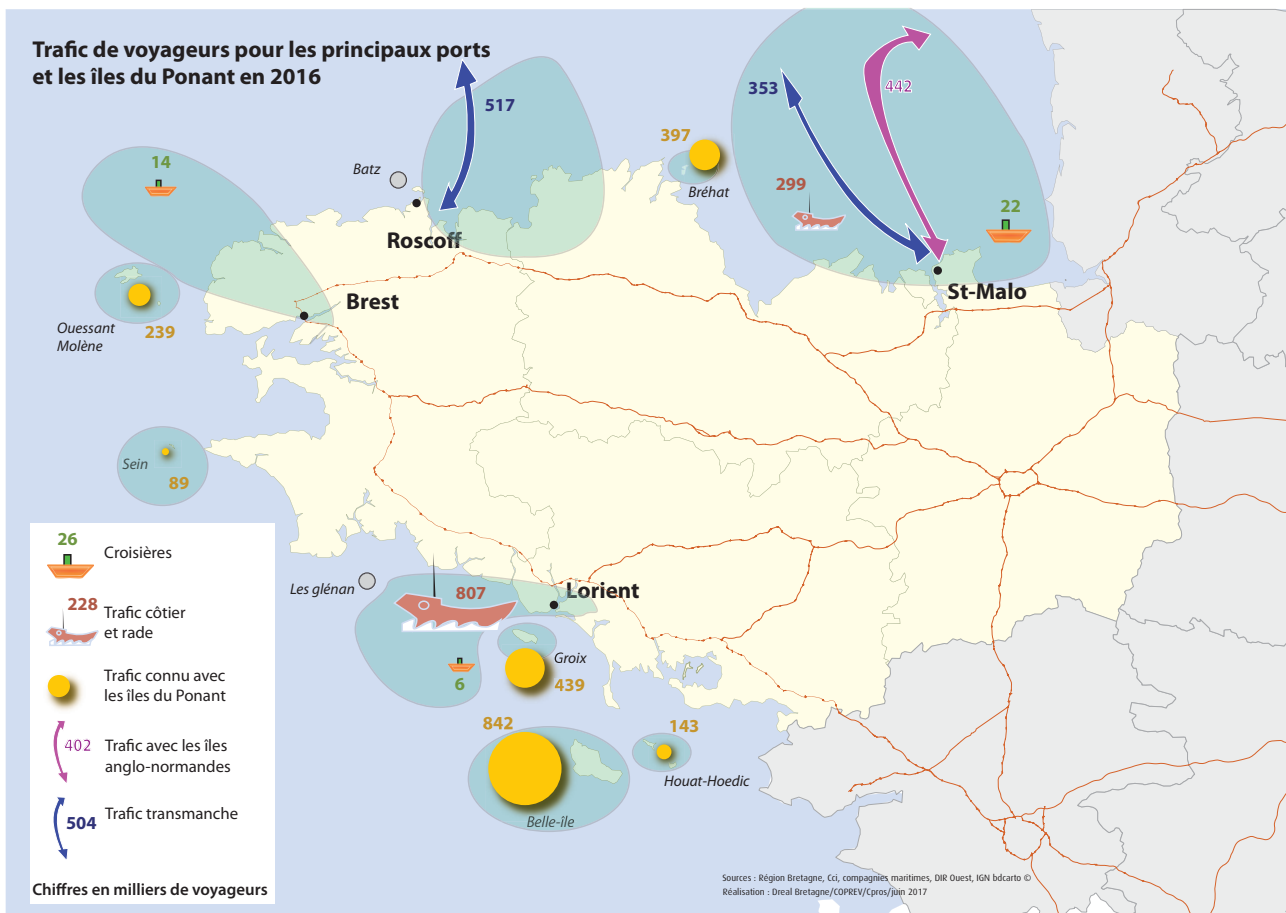 Trafic de voyageurs pour les principaux ports
et les îles du Ponant en 2016
517
353
442
397
Bréhat
299
22
St-Malo
14
Batz
Roscoff
Brest
Ouessant
Molène
239
Sein
89
Les glénan
807
Lorient
6
Groix
439
842
Belle-île
143
Houat-Hoedic
26
Croisières
228
Trafic côtier
et rade
Trafic connu avec
les îles du Ponant
402
Trafic avec les îles
anglo-normandes
504
Trafic transmanche
Chiffres en milliers de voyageurs
Sources : Région Bretagne, Cci, compagnies maritimes, DIR Ouest, IGN bdcarto ©
Réalisation : Dreal Bretagne/COPREV/Cpros/juin 2017